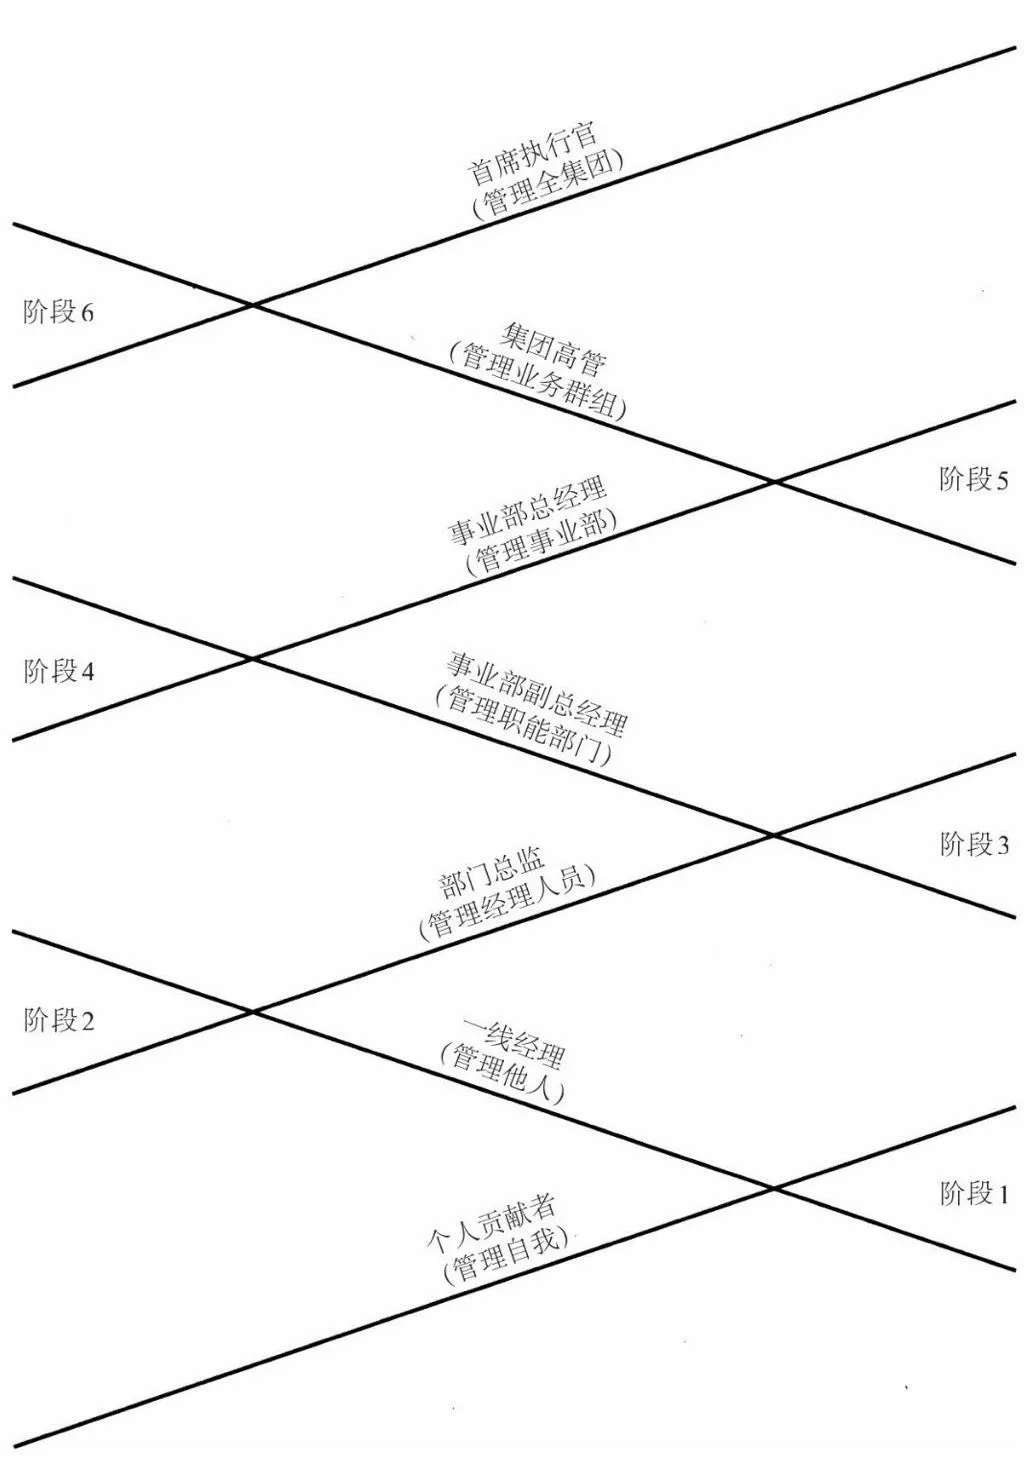 首席执行官
(管理全集团)
阶段6
集团高管
(管理业务群组)
阶段5
事业部总经理
(管理事业部)
阶段4
事业部副总经理
(管理职能部门)
阶段3
部门总监
(管理经理人员)
阶段2
一线经理
(管理他人)
阶段1
个人贡献者
(管理自我)